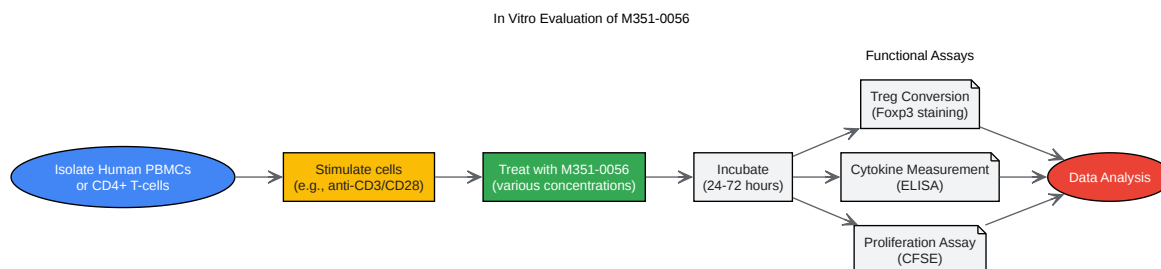 In Vitro Evaluation of M351-0056
Functional Assays
Isolate Human PBMCs
or CD4+ T-cells
Stimulate cells
(e.g., anti-CD3/CD28)
Treat with M351-0056
(various concentrations)
Incubate
(24-72 hours)
Treg Conversion
(Foxp3 staining)
Cytokine Measurement
(ELISA)
Proliferation Assay
(CFSE)
Data Analysis